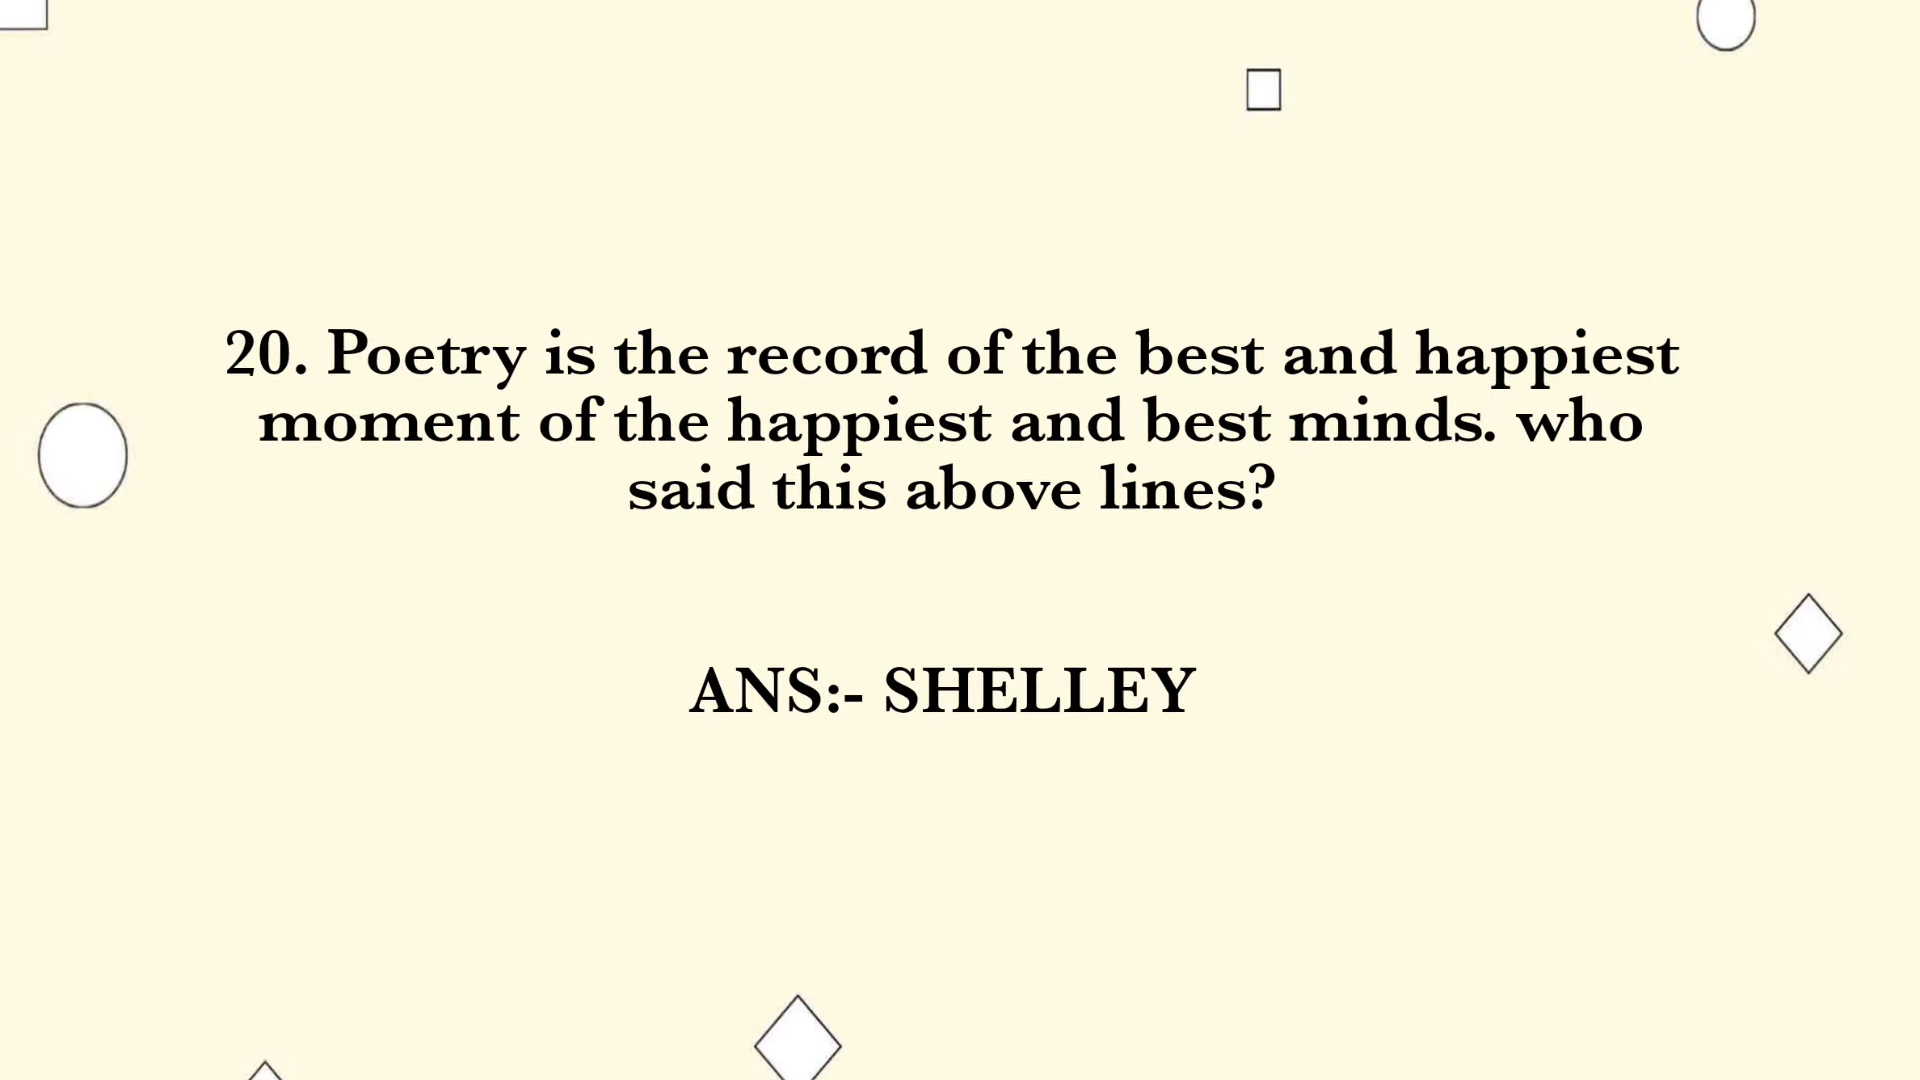 20. Poetry is the record of the best and happiest
moment of the happiest and best minds. who
said this above lines?
ANS:- SHELLEY